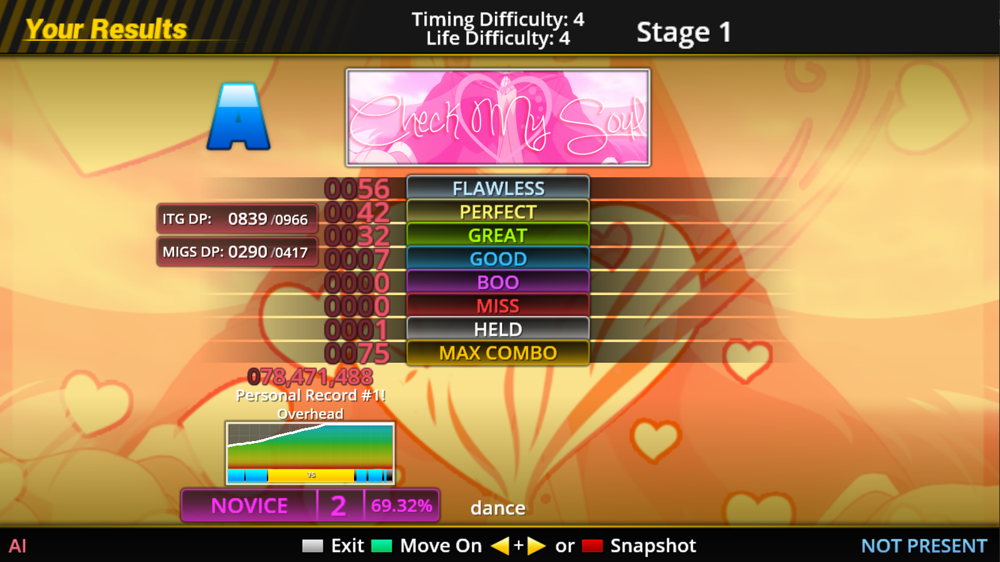 Your Results
Timing Difficulty: 4
Life Difficulty: 4
Stage 1
A
Check My Soul
0056 FLAWLESS
0042 PERFECT
0032 GREAT
0007 GOOD
0000 BOO
0000 MISS
0001 HELD
0075 MAX COMBO
ITG DP: 0839 /0966
MIGS DP: 0290 /0417
078,471,488
Personal Record #1!
Overhead
75
NOVICE 2 69.32%
dance
AI
Exit Move On + or Snapshot
NOT PRESENT